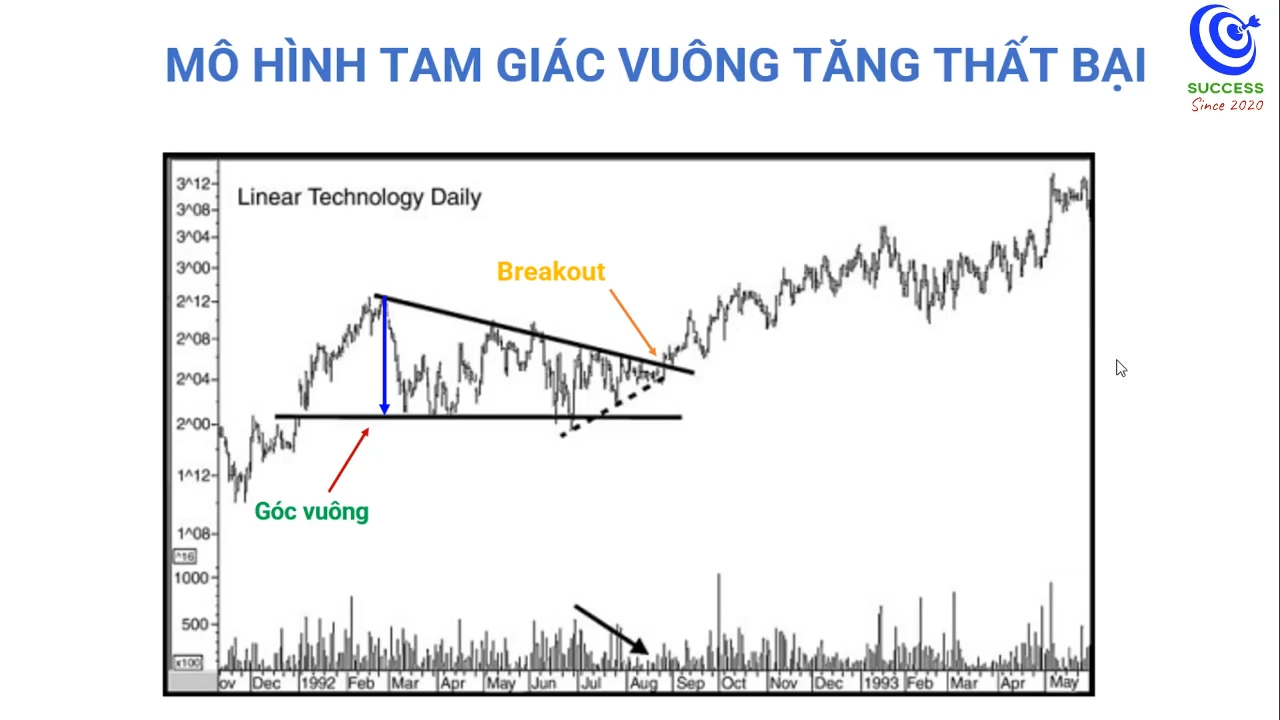 MÔ HÌNH TAM GIÁC VUÔNG TĂNG THẤT BẠI
SUCCESS
Since 2020
Linear Technology Daily
3^12
3^08
3^04
3^00
2^12
2^08
2^04
2^00
1^12
1^08
^16
1000
500
x100
Breakout
Góc vuông
ov Dec 1992 Feb Mar Apr May Jun Jul Aug Sep Oct Nov Dec 1993 Feb Mar Apr May